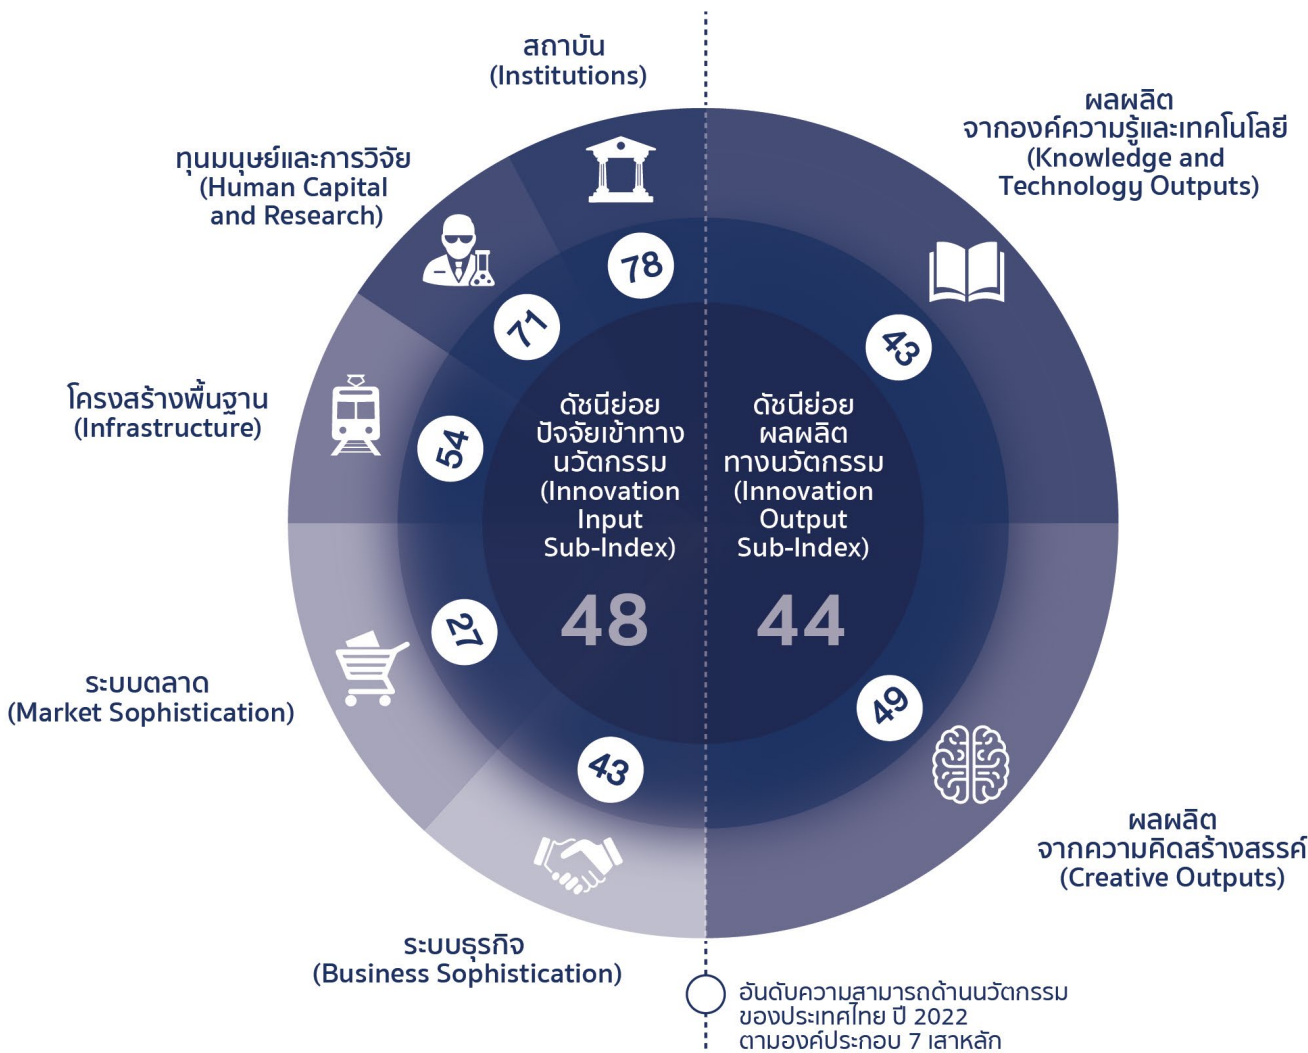 สถาบัน
(Institutions)
78
ทุนมนุษย์และการวิจัย
(Human Capital
and Research)
71
โครงสร้างพื้นฐาน
(Infrastructure)
54
ระบบตลาด
(Market Sophistication)
27
ระบบธุรกิจ
(Business Sophistication)
43
ดัชนีย่อย
ปัจจัยเข้าทาง
นวัตกรรม
(Innovation
Input
Sub-Index)
48
ดัชนีย่อย
ผลผลิต
ทางนวัตกรรม
(Innovation
Output
Sub-Index)
44
ผลผลิต
จากองค์ความรู้และเทคโนโลยี
(Knowledge and
Technology Outputs)
43
ผลผลิต
จากความคิดสร้างสรรค์
(Creative Outputs)
49
อันดับความสามารถด้านนวัตกรรม
ของประเทศไทย ปี 2022
ตามองค์ประกอบ 7 เสาหลัก